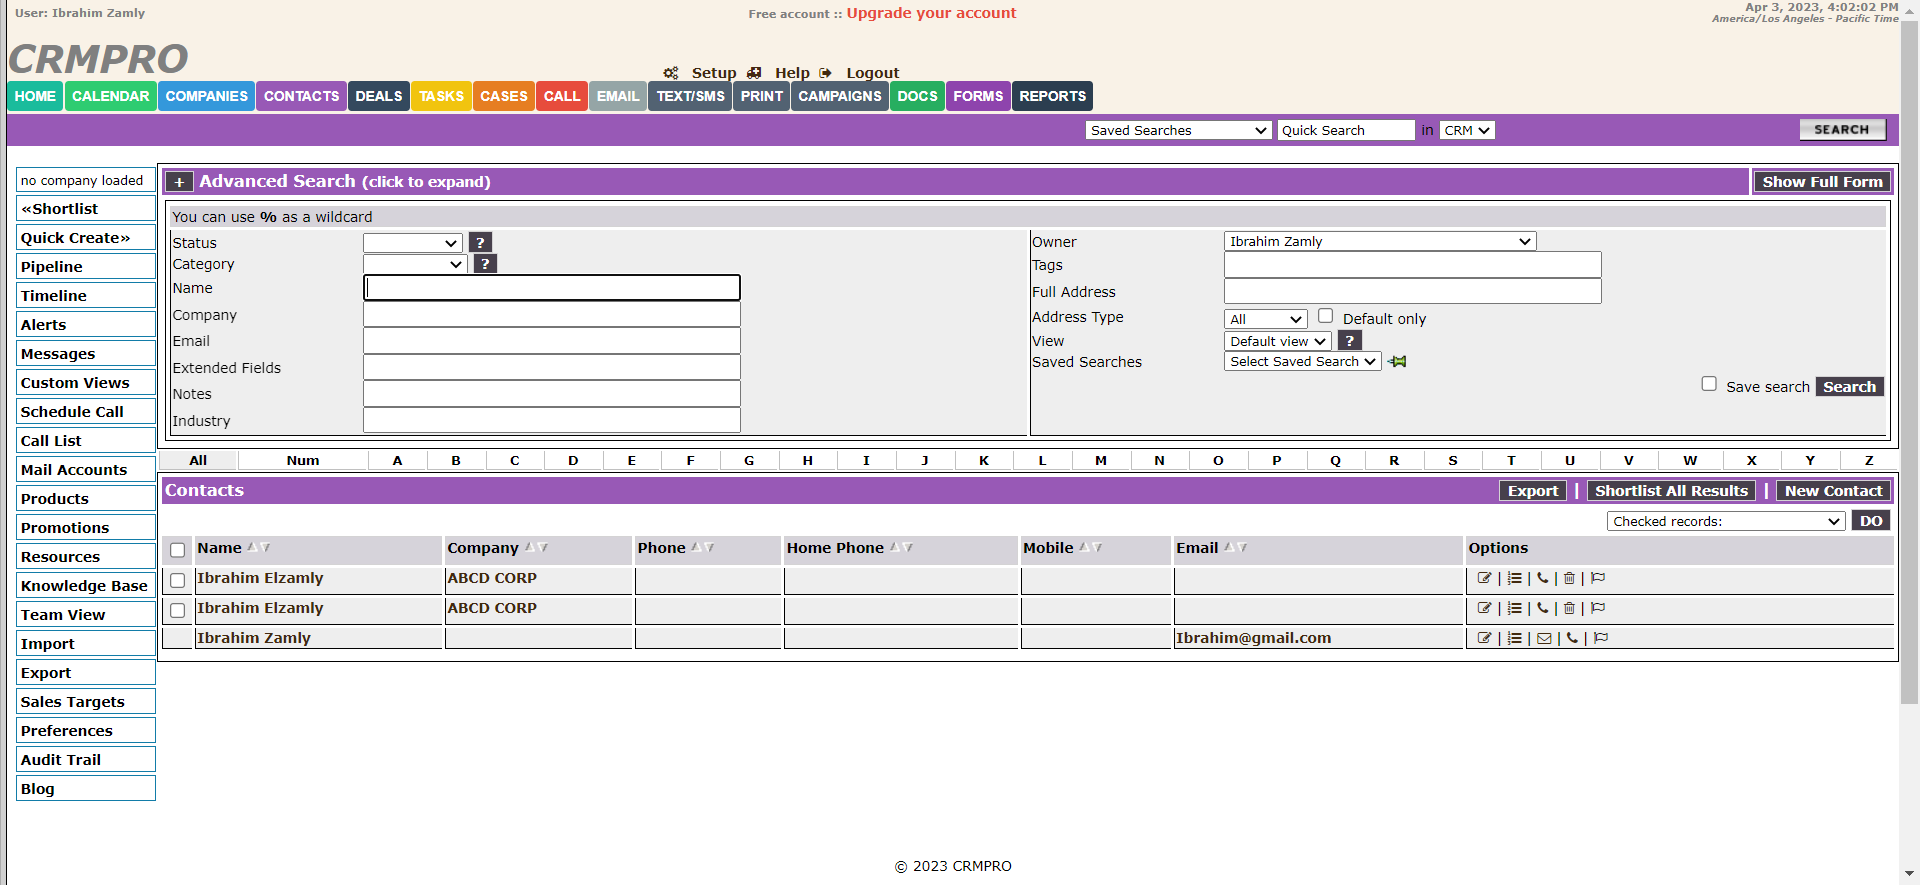 User: Ibrahim Zamly
Free account :: Upgrade your account
Apr 3, 2023, 4:02:02 PM
America/Los Angeles - Pacific Time
CRMPRO
Setup Help Logout
HOME CALENDAR COMPANIES CONTACTS DEALS TASKS CASES CALL EMAIL TEXT/SMS PRINT CAMPAIGNS DOCS FORMS REPORTS
Saved Searches Quick Search in CRM SEARCH
no company loaded
«Shortlist
Quick Create»
Pipeline
Timeline
Alerts
Messages
Custom Views
Schedule Call
Call List
Mail Accounts
Products
Promotions
Resources
Knowledge Base
Team View
Import
Export
Sales Targets
Preferences
Audit Trail
Blog
+ Advanced Search (click to expand) Show Full Form
You can use % as a wildcard
Status ?
Category ?
Name
Company
Email
Extended Fields
Notes
Industry
Owner Ibrahim Zamly
Tags
Full Address
Address Type All Default only
View Default view ?
Saved Searches Select Saved Search
Save search Search
All Num A B C D E F G H I J K L M N O P Q R S T U V W X Y Z
Contacts Export | Shortlist All Results | New Contact
Checked records: DO
Name Company Phone Home Phone Mobile Email Options
Ibrahim Elzamly ABCD CORP | | | |
Ibrahim Elzamly ABCD CORP | | | |
Ibrahim Zamly Ibrahim@gmail.com | | | |
© 2023 CRMPRO